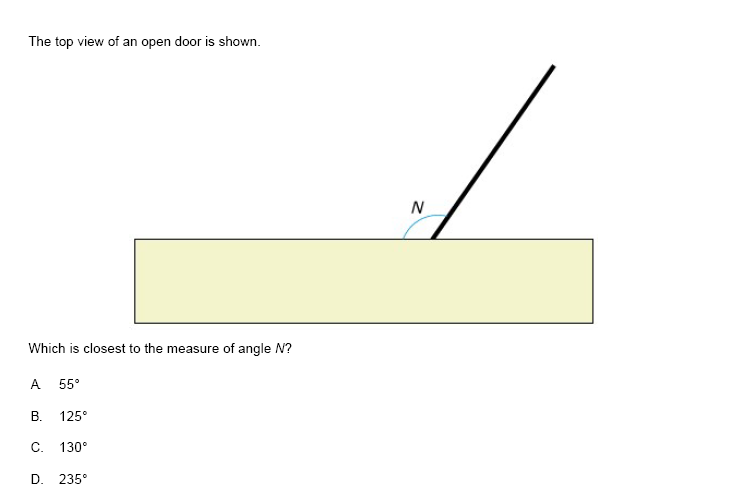 The top view of an open door is shown.
N
Which is closest to the measure of angle N?
A 55°
B. 125°
C. 130°
D. 235°